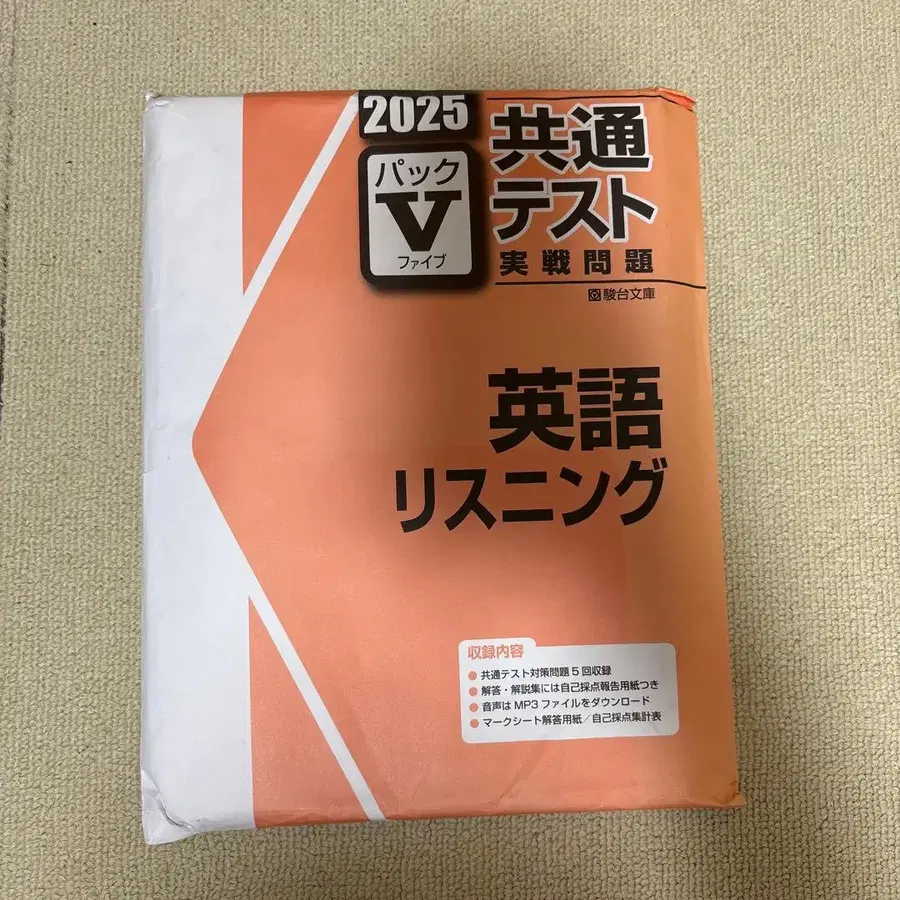 2025
パック
V
ファイブ
共通
テスト
実戦問題
駿台文庫
英語
リスニング
収録内容
● 共通テスト対策問題5回収録
● 解答・解説集には自己採点報告用紙つき
● 音声はMP3ファイルをダウンロード
● マークシート解答用紙／自己採点集計表